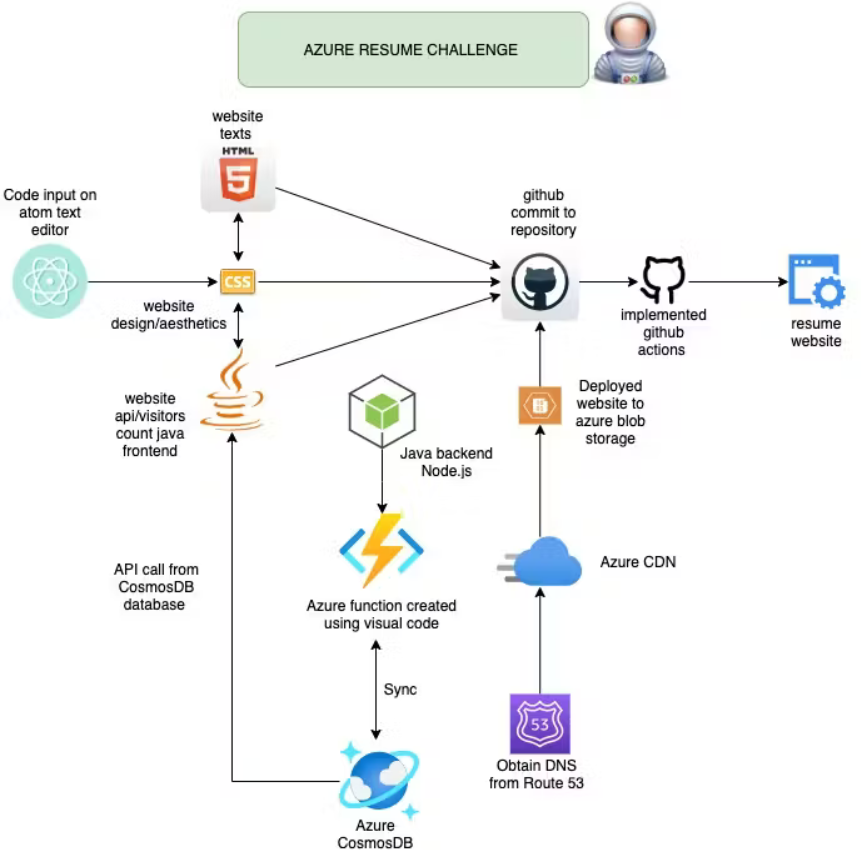 AZURE RESUME CHALLENGE
website
texts
HTML
5
Code input on
atom text
editor
github
commit to
repository
CSS
website
design/aesthetics
implemented
github
actions
resume
website
website
api/visitors
count java
frontend
Deployed
website to
azure blob
storage
Java backend
Node.js
API call from
CosmosDB
database
Azure CDN
Azure function created
using visual code
Sync
53
Obtain DNS
from Route 53
Azure
CosmosDB